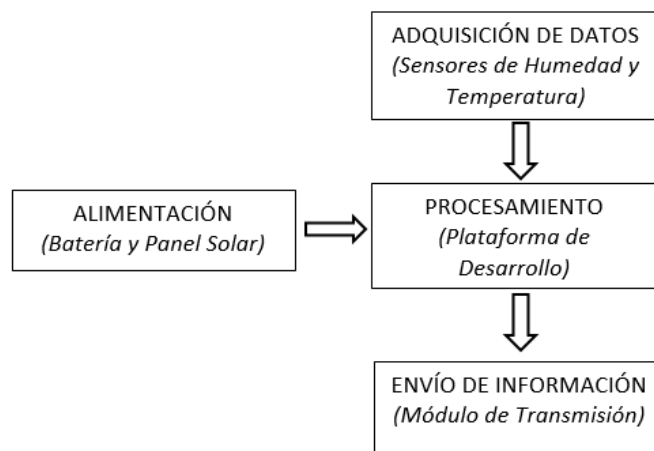 ADQUISICIÓN DE DATOS
(Sensores de Humedad y
Temperatura)
ALIMENTACIÓN
(Batería y Panel Solar)
PROCESAMIENTO
(Plataforma de
Desarrollo)
ENVÍO DE INFORMACIÓN
(Módulo de Transmisión)